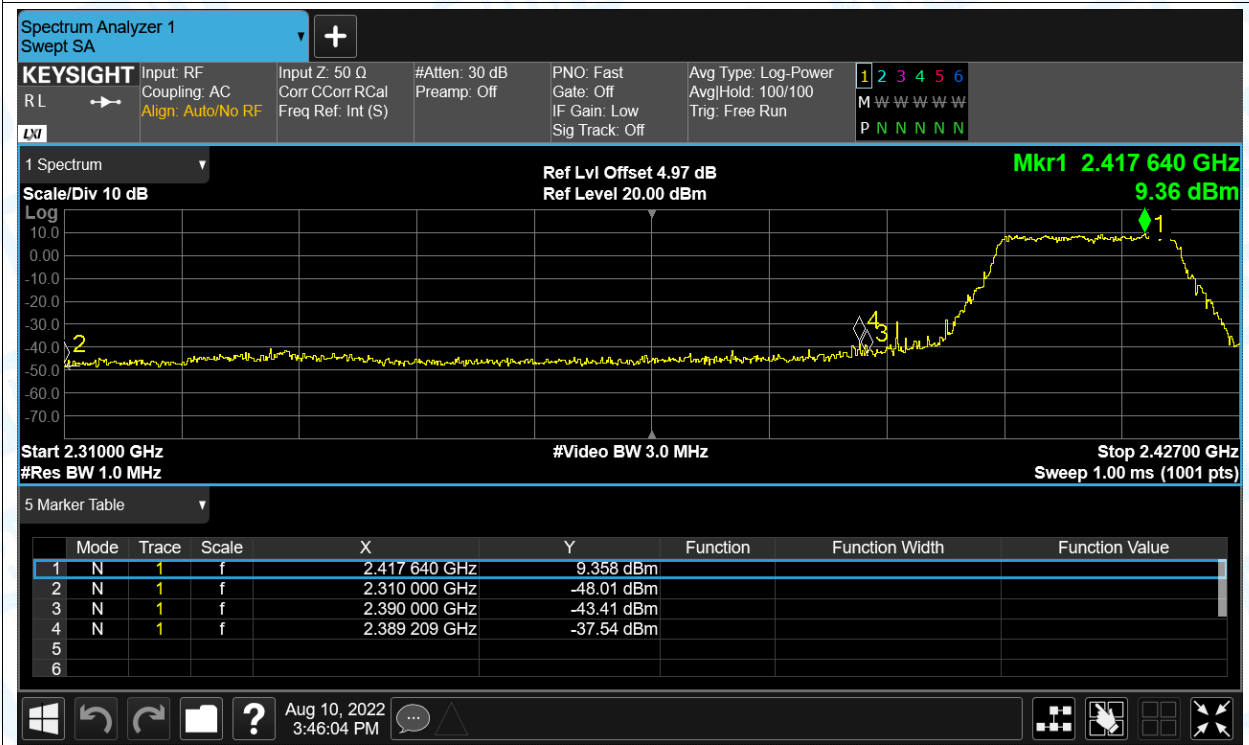 Spectrum Analyzer 1
Swept SA
KEYSIGHT Input: RF Input Z: 50 Ω #Atten: 30 dB PNO: Fast Avg Type: Log-Power 1 2 3 4 5 6
R L Coupling: AC Corr CCorr RCal Preamp: Off Gate: Off Avg|Hold: 100/100 M W W W W W W
Align: Auto/No RF Freq Ref: Int (S) IF Gain: Low Trig: Free Run
LXI Sig Track: Off P N N N N N
1 Spectrum
Ref Lvl Offset 4.97 dB Mkr1 2.417 640 GHz
Scale/Div 10 dB Ref Level 20.00 dBm 9.36 dBm
Log
10.0 1
0.00
-10.0
-20.0
-30.0 4
-40.0 2 3
-50.0
-60.0
-70.0
Start 2.31000 GHz #Video BW 3.0 MHz Stop 2.42700 GHz
#Res BW 1.0 MHz Sweep 1.00 ms (1001 pts)
5 Marker Table
Mode Trace Scale X Y Function Function Width Function Value
1 N 1 f 2.417 640 GHz 9.358 dBm
2 N 1 f 2.310 000 GHz -48.01 dBm
3 N 1 f 2.390 000 GHz -43.41 dBm
4 N 1 f 2.389 209 GHz -37.54 dBm
5
6
? Aug 10, 2022
3:46:04 PM